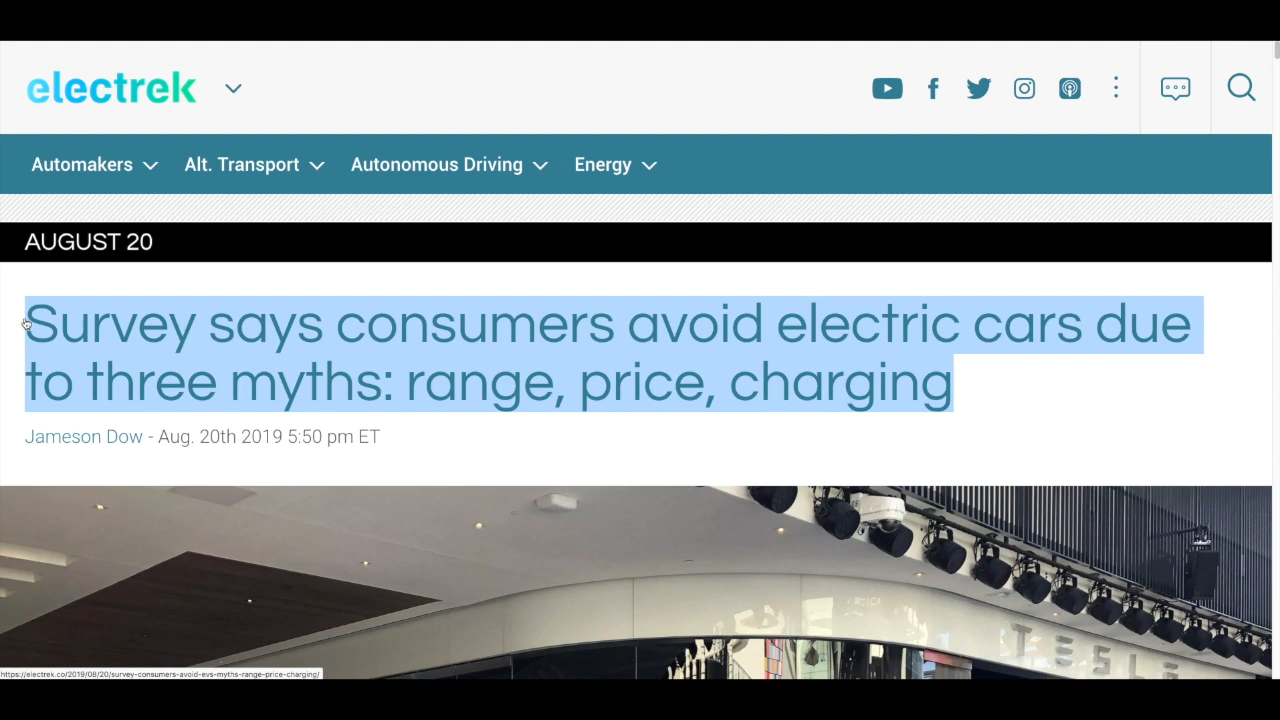 electrek
Automakers Alt. Transport Autonomous Driving Energy
AUGUST 20
Survey says consumers avoid electric cars due
to three myths: range, price, charging
Jameson Dow - Aug. 20th 2019 5:50 pm ET
TESLA
https://electrek.co/2019/08/20/survey-consumers-avoid-evs-myths-range-price-charging/